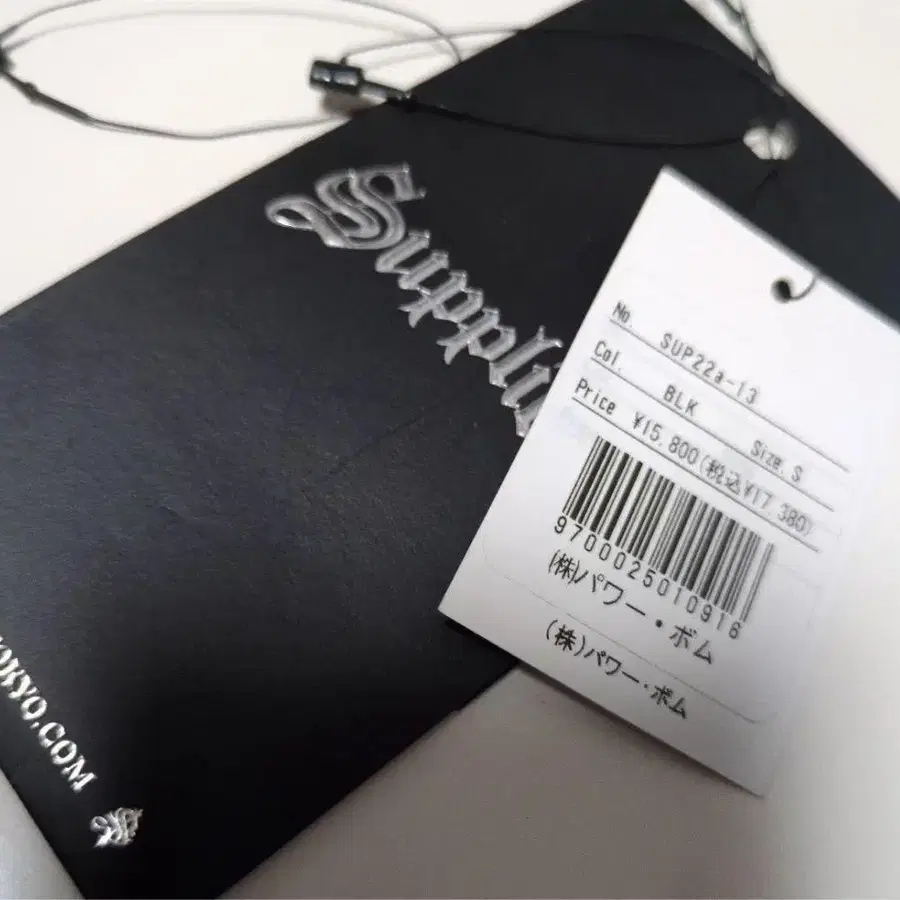 Suppli
No. SUP22a-13
Col. BLK Size. S
Price ¥15,800(税込¥17,380)
9700025010916
(株)パワー・ボム
(株)パワー・ボム
OKYO.COM